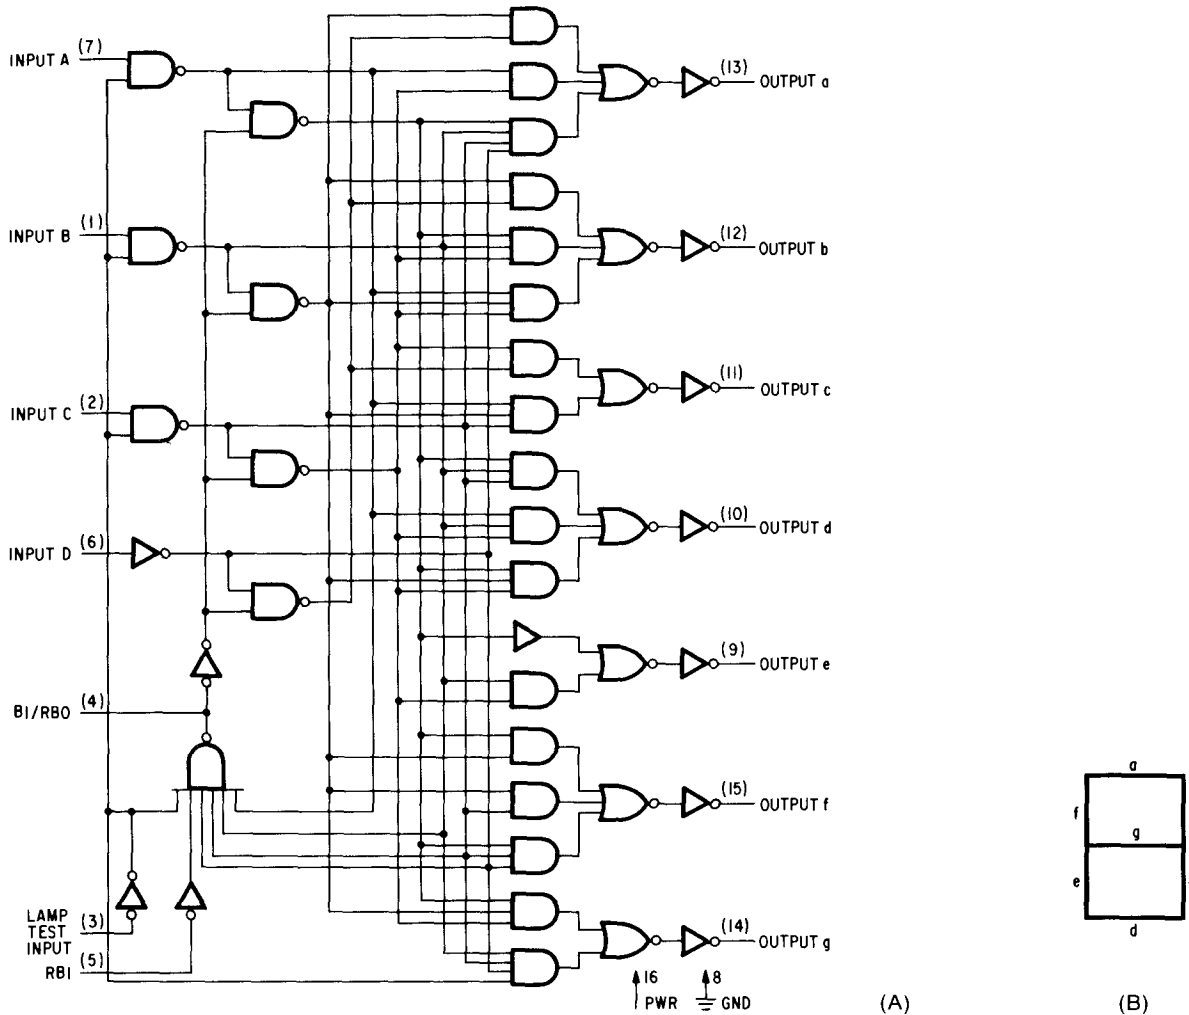 INPUT A (7)
(13) OUTPUT a
INPUT B (1)
(12) OUTPUT b
(11) OUTPUT c
INPUT C (2)
(10) OUTPUT d
INPUT D (6)
(9) OUTPUT e
BI/RBO (4)
(15) OUTPUT f
LAMP TEST INPUT (3)
(14) OUTPUT g
RBI (5)
16 PWR
8 GND
(A)
a
f
g
e
d
(B)